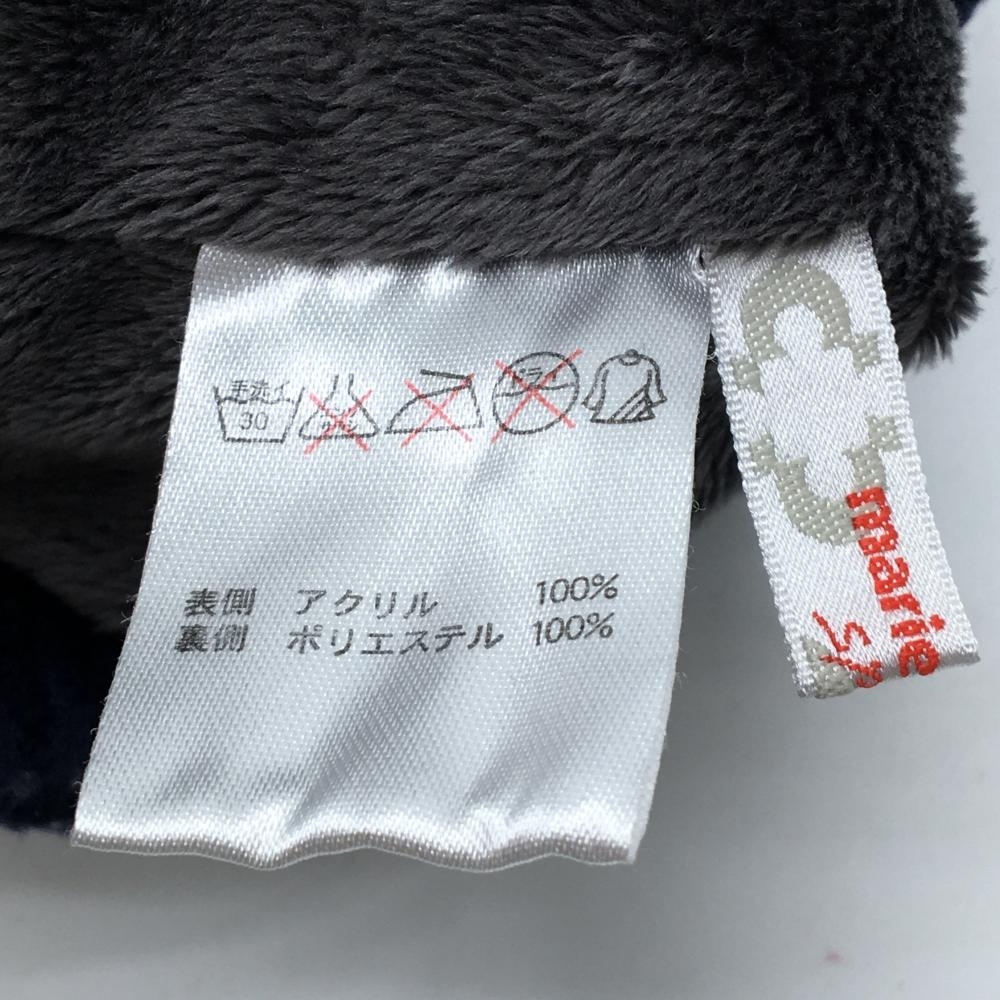 手洗イ
30
表側 アクリル 100%
裏側 ポリエステル 100%
marie